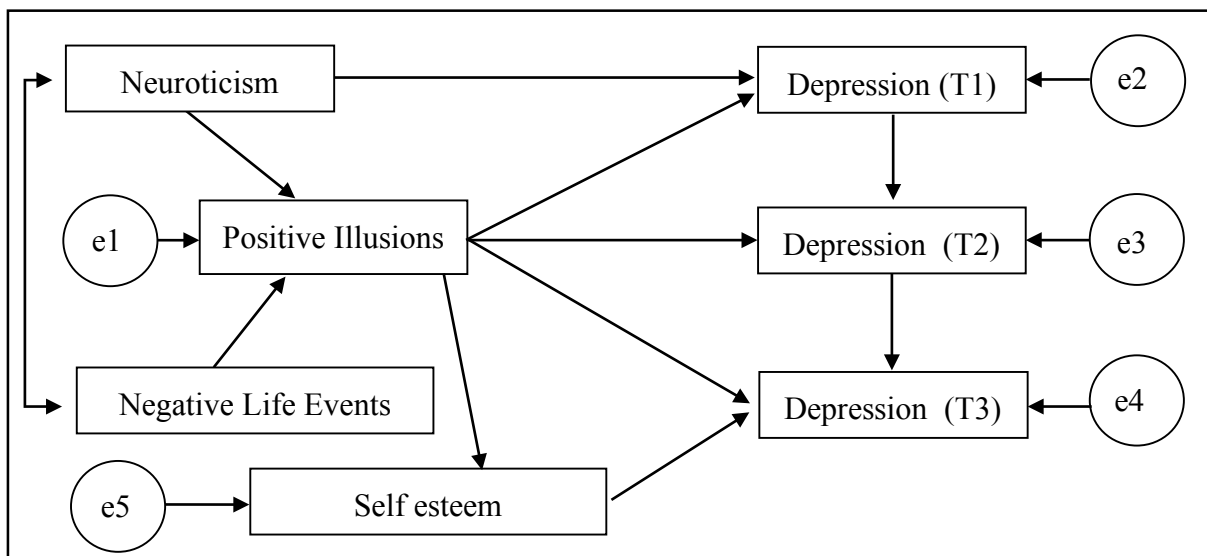 Neuroticism
Depression (T1)
e2
e1
Positive Illusions
Depression  (T2)
e3
Negative Life Events
Depression  (T3)
e4
e5
Self esteem